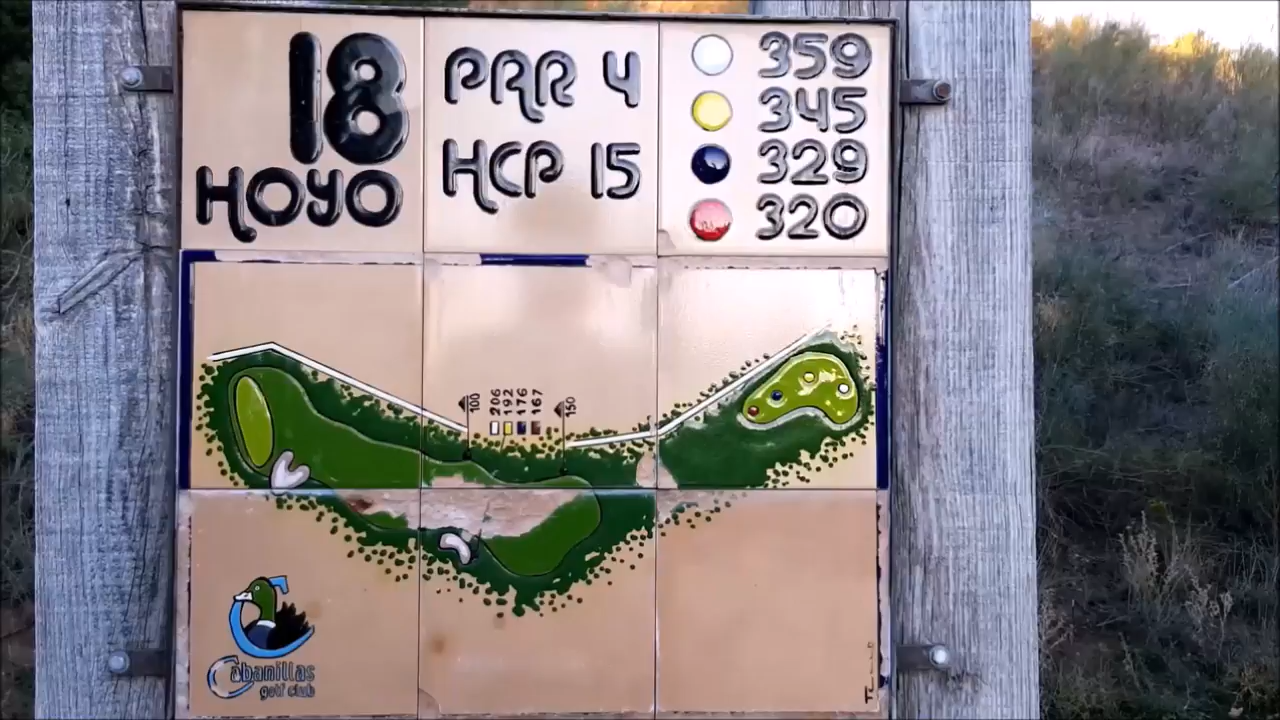 18
HOYO
PAR 4
HCP 15
359
345
329
320
100
206
192
176
167
150
Cabanillas
golf club